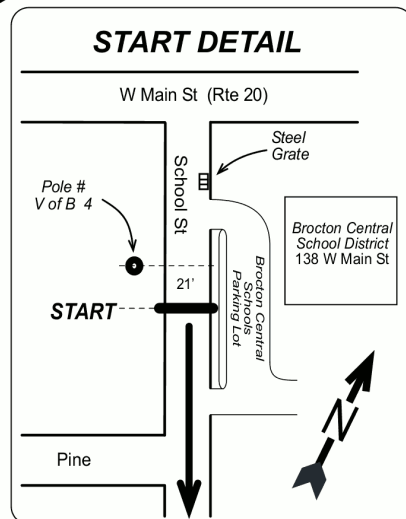 START DETAIL
W Main St (Rte 20)
School St
Steel
Grate
Pole #
V of B 4
Brocton Central
School District
138 W Main St
21'
START
Brocton Central
Schools
Parking Lot
N
Pine